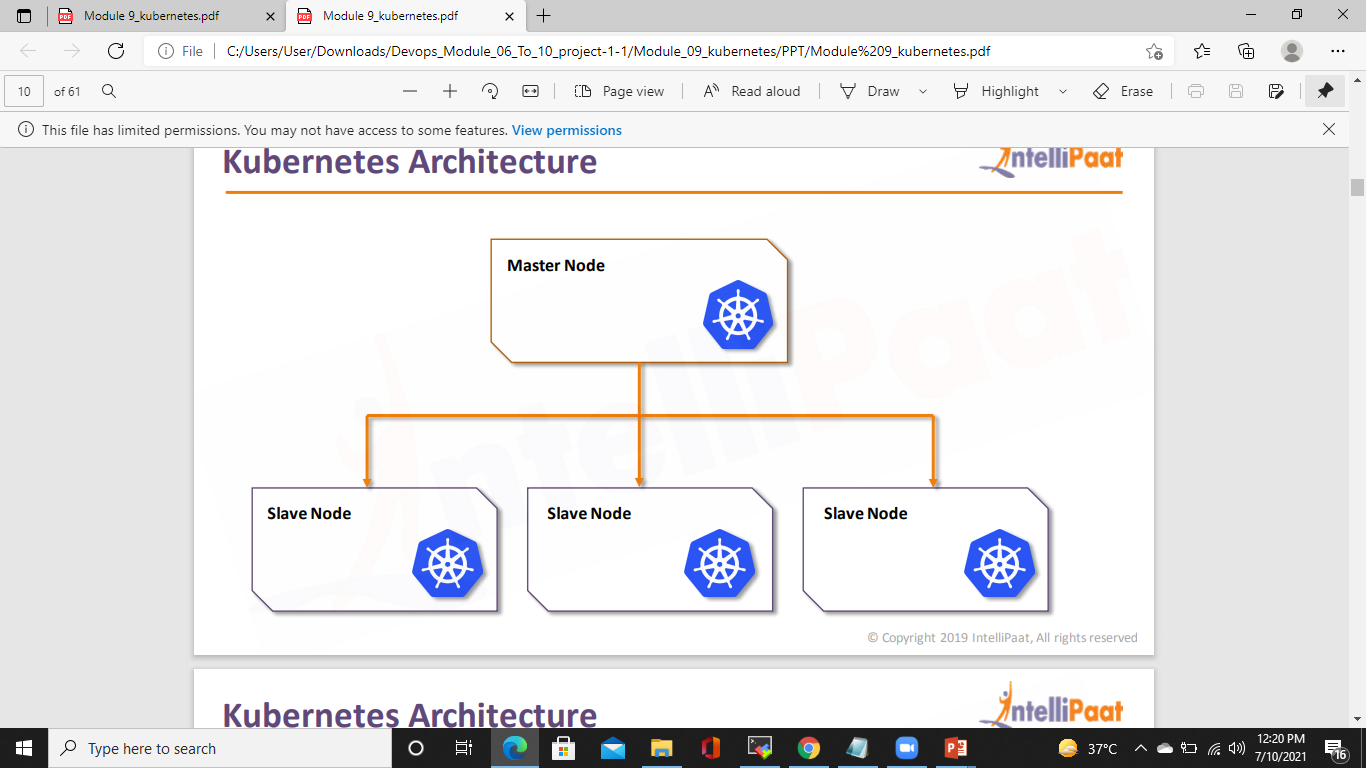 Module 9_kubernetes.pdf
Module 9_kubernetes.pdf
File
C:/Users/User/Downloads/Devops_Module_06_To_10_project-1-1/Module_09_kubernetes/PPT/Module%209_kubernetes.pdf
10 of 61
Page view
Read aloud
Draw
Highlight
Erase
This file has limited permissions. You may not have access to some features. View permissions
Kubernetes Architecture
IntelliPaat
Master Node
IntelliPaat
Slave Node
Slave Node
Slave Node
© Copyright 2019 IntelliPaat, All rights reserved
Kubernetes Architecture
IntelliPaat
Type here to search
37°C
12:20 PM
7/10/2021
16